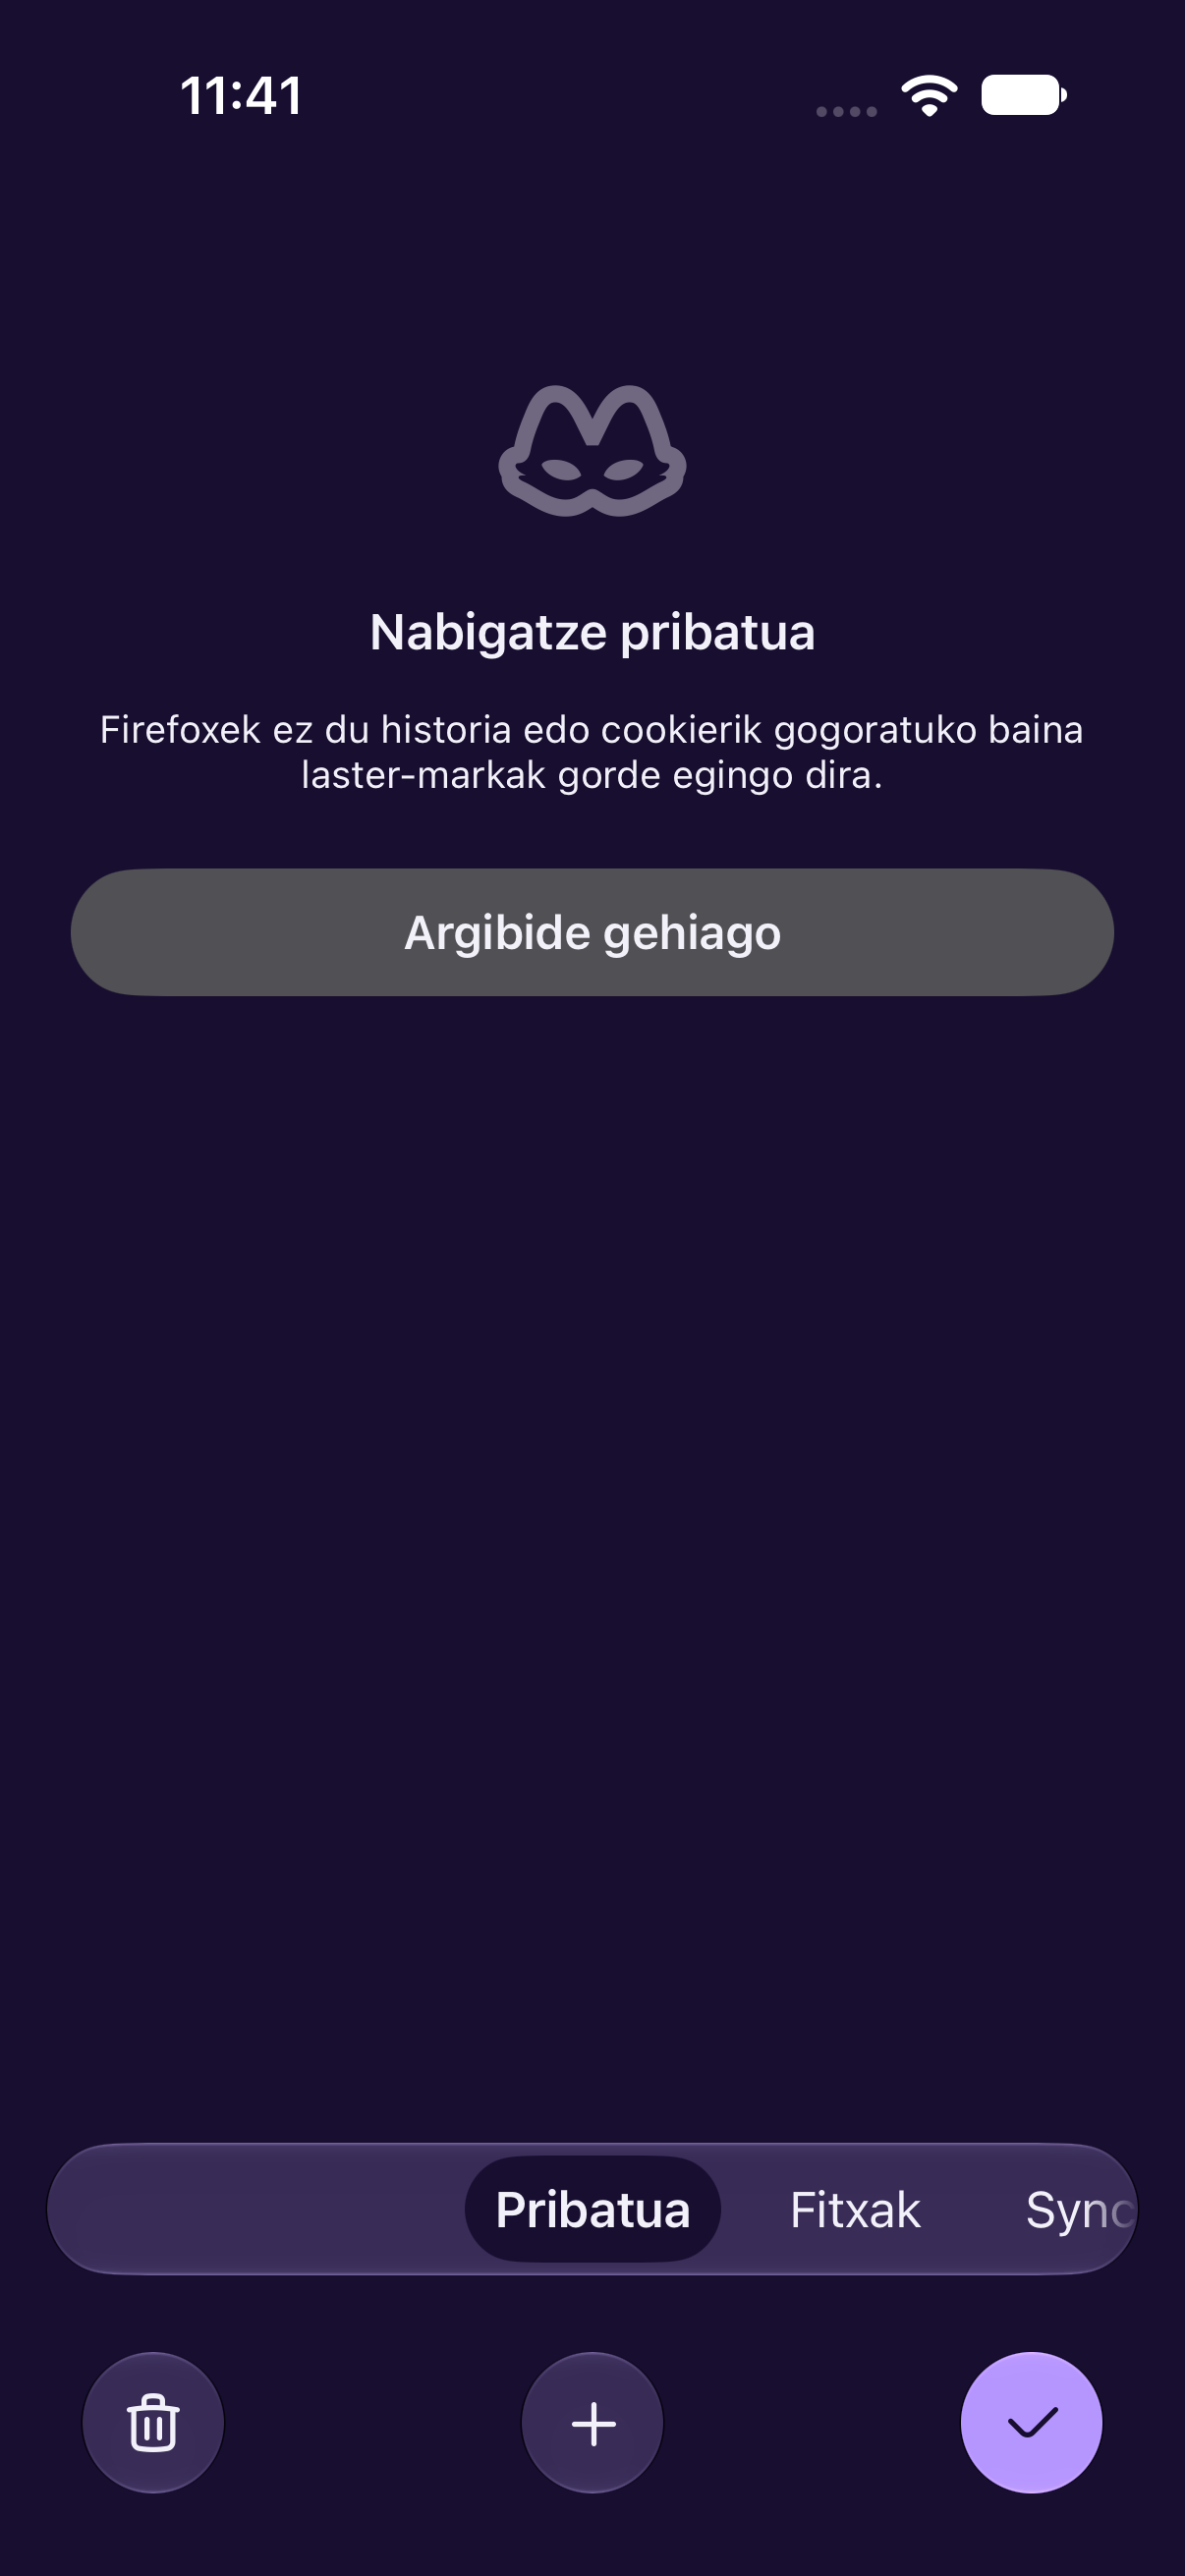 11:41
Nabigatze pribatua
Firefoxek ez du historia edo cookierik gogoratuko baina
laster-markak gorde egingo dira.
Argibide gehiago
Pribatua Fitxak Sync